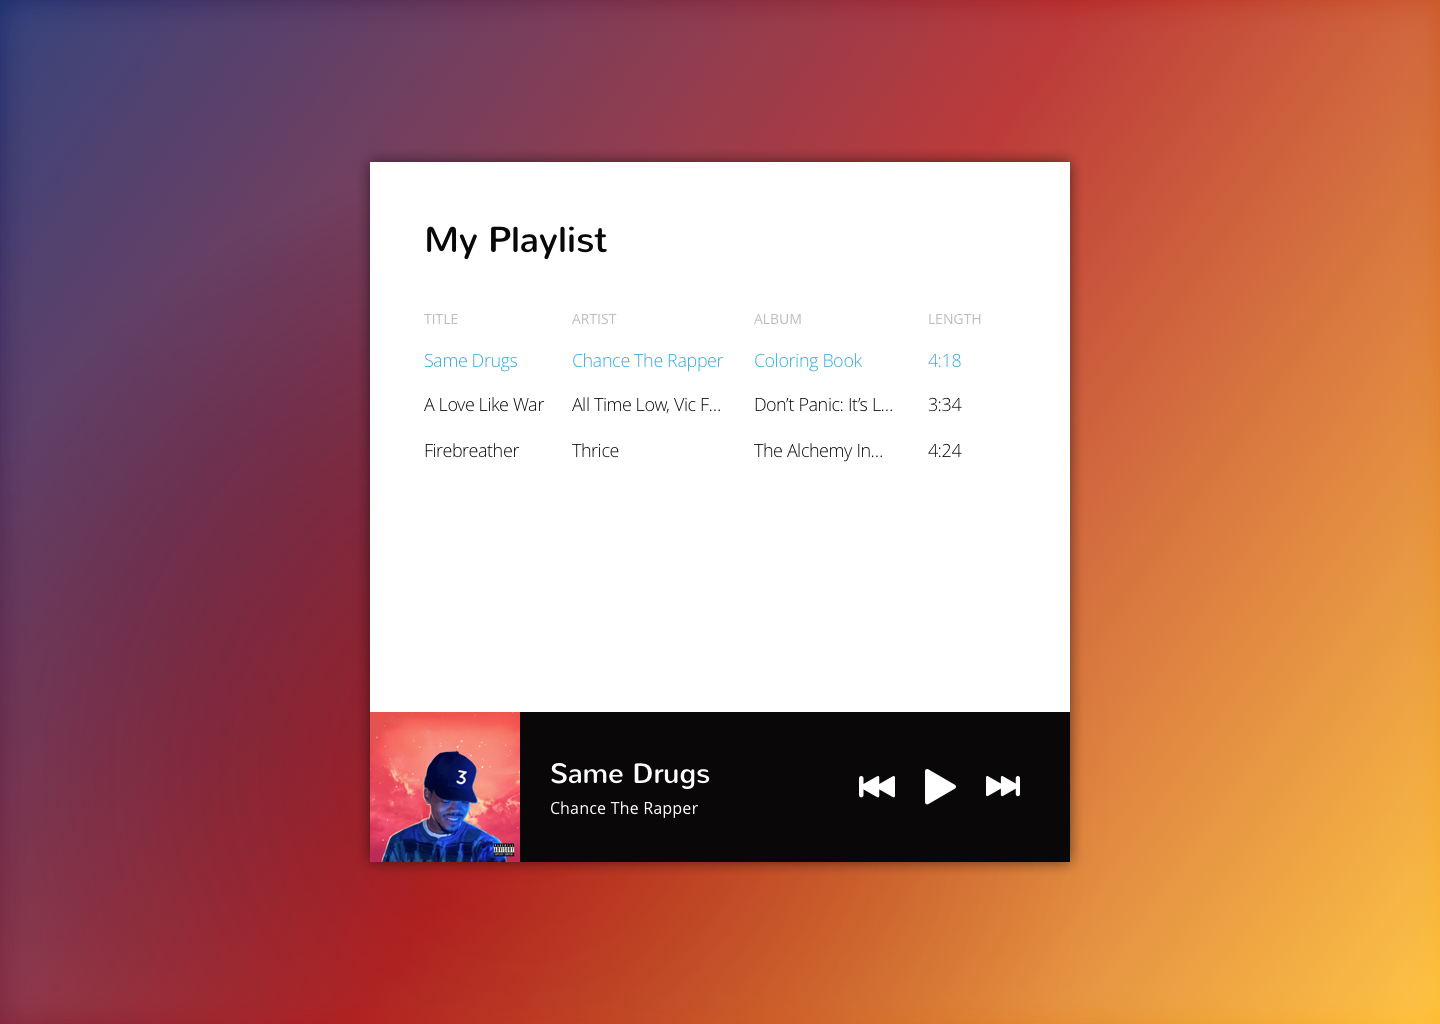 My Playlist
TITLE ARTIST ALBUM LENGTH
Same Drugs Chance The Rapper Coloring Book 4:18
A Love Like War All Time Low, Vic F... Don’t Panic: It’s L... 3:34
Firebreather Thrice The Alchemy In... 4:24
3
Same Drugs
Chance The Rapper